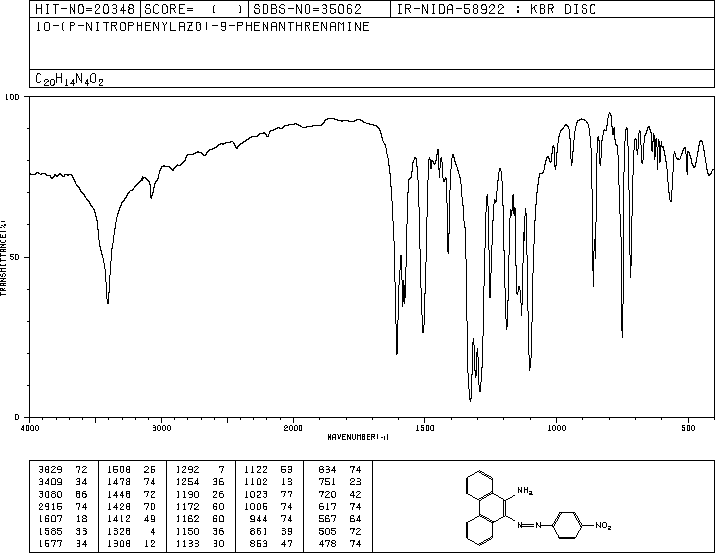 HIT-NO=20348 SCORE= ( ) SDBS-NO=35062 IR-NIDA-58922 : KBR DISC
10-(P-NITROPHENYLAZO)-9-PHENANTHRENAMINE
C20H14N4O2
100
50
0
TRANSMITTANCE(%)
4000 3000 2000 1500 1000 500
WAVENUMBER(-1)
3829 72 1508 26 1292 7 1122 53 834 74
3409 34 1478 74 1254 36 1102 13 751 23
3080 66 1448 72 1190 26 1023 77 720 42
2915 74 1428 70 1172 60 1006 74 617 74
1607 18 1412 49 1162 60 944 74 567 64
1585 33 1328 4 1150 36 861 39 505 72
1577 34 1308 12 1133 30 853 47 478 74
NH2
N=N
NO2